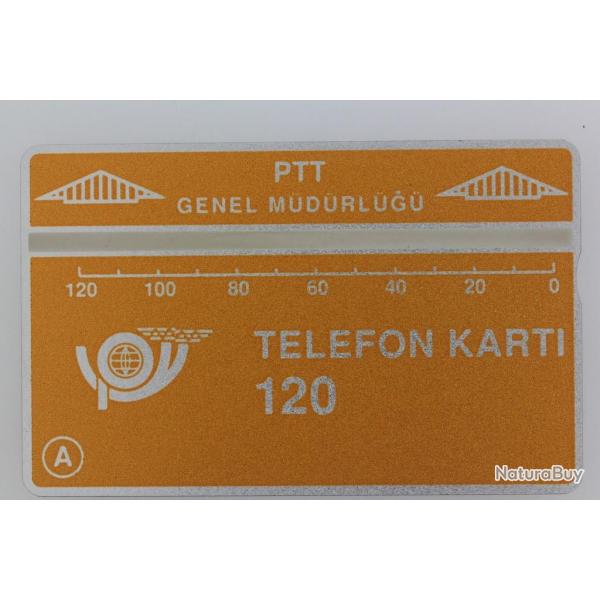 PTT
GENEL MÜDÜRLÜĞÜ
120 100 80 60 40 20 0
TELEFON KARTI
120
A
NaturaBuy